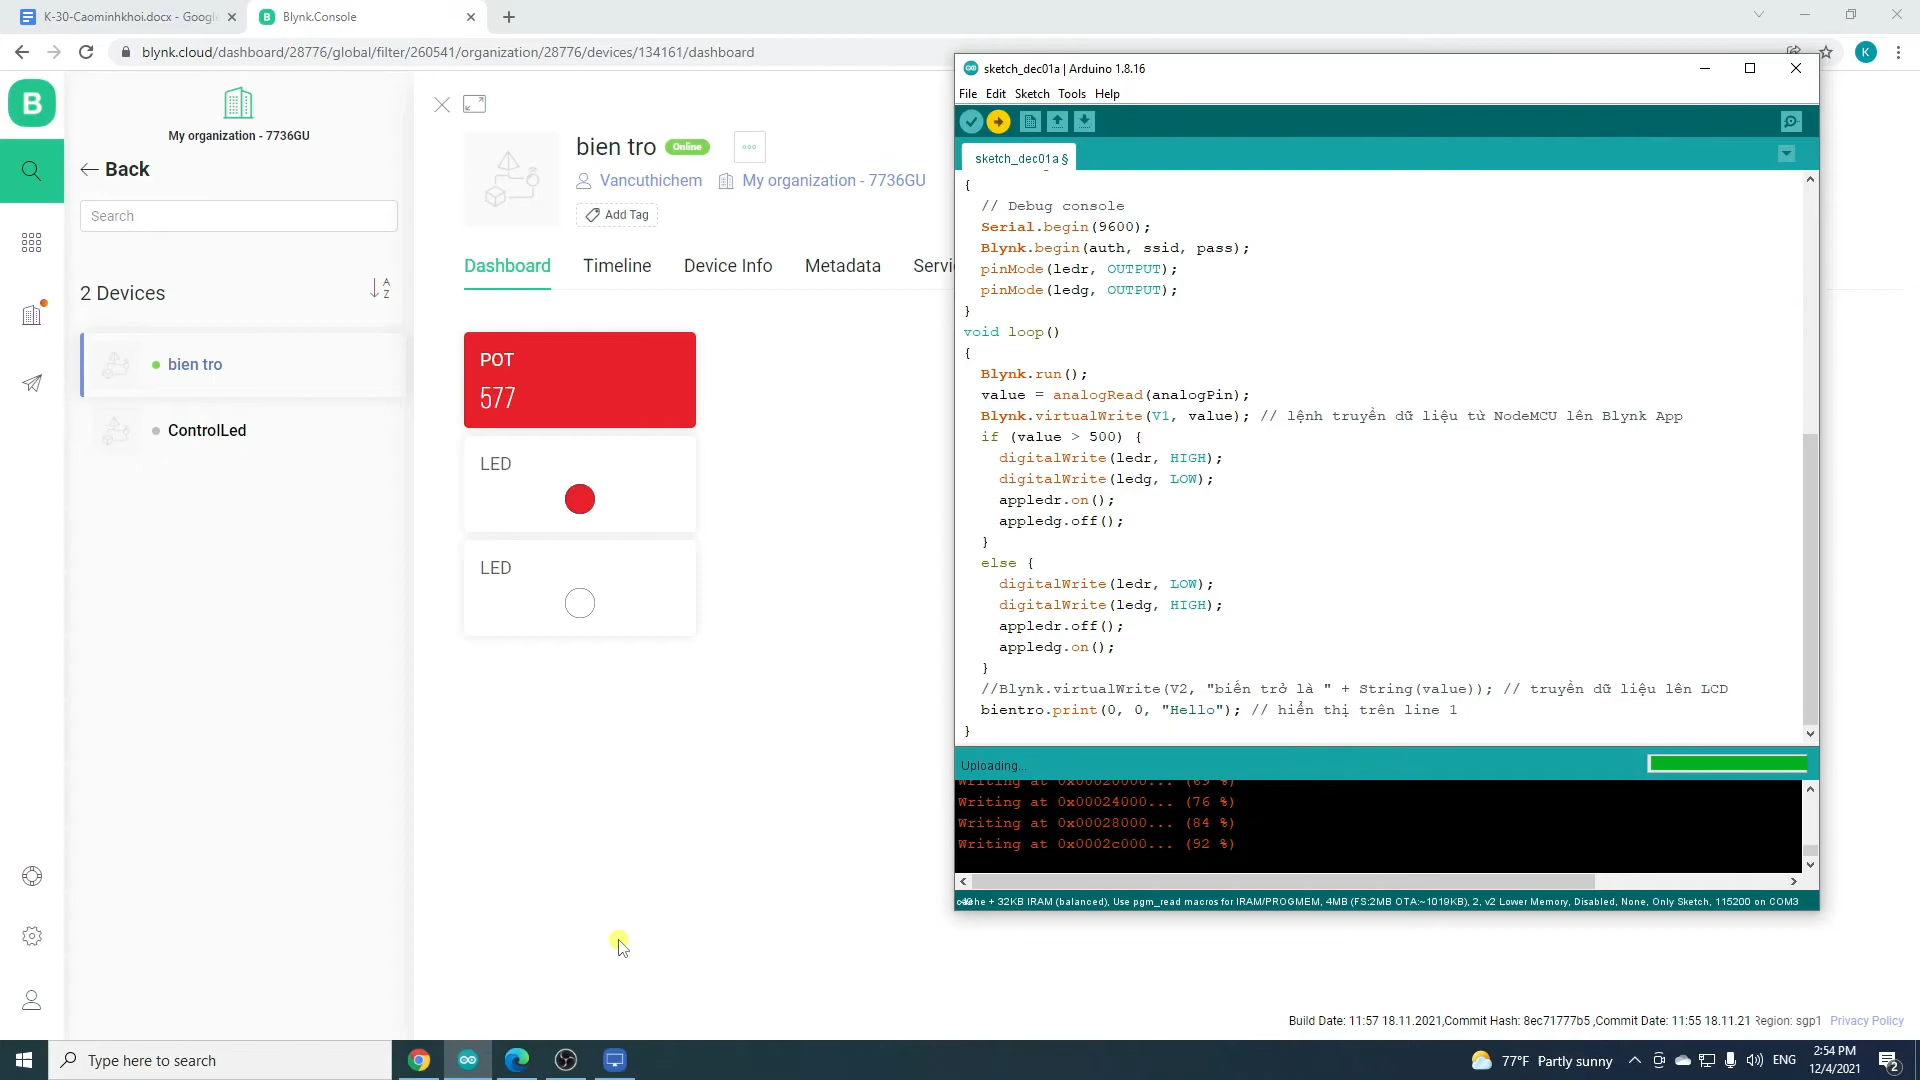 K-30-Caominhkhoi.docx - Googl
Blynk.Console
blynk.cloud/dashboard/28776/global/filter/260541/organization/28776/devices/134161/dashboard
K
B
My organization - 7736GU
Back
Search
2 Devices
A
Z
bien tro
ControlLed
bien tro
Online
Vancuthichem
My organization - 7736GU
Add Tag
Dashboard
Timeline
Device Info
Metadata
Servi
POT
577
LED
LED
sketch_dec01a | Arduino 1.8.16
File Edit Sketch Tools Help
sketch_dec01a §
{
// Debug console
Serial.begin(9600);
Blynk.begin(auth, ssid, pass);
pinMode(ledr, OUTPUT);
pinMode(ledg, OUTPUT);
}
void loop()
{
Blynk.run();
value = analogRead(analogPin);
Blynk.virtualWrite(V1, value); // lệnh truyền dữ liệu từ NodeMCU lên Blynk App
if (value > 500) {
digitalWrite(ledr, HIGH);
digitalWrite(ledg, LOW);
appledr.on();
appledg.off();
}
else {
digitalWrite(ledr, LOW);
digitalWrite(ledg, HIGH);
appledr.off();
appledg.on();
}
//Blynk.virtualWrite(V2, "biến trở là " + String(value)); // truyền dữ liệu lên LCD
bientro.print(0, 0, "Hello"); // hiển thị trên line 1
}
Uploading...
Writing at 0x00020000... (69 %)
Writing at 0x00024000... (76 %)
Writing at 0x00028000... (84 %)
Writing at 0x0002c000... (92 %)
+ 32KB IRAM (balanced), Use pgm_read macros for IRAM/PROGMEM, 4MB (FS:2MB OTA:~1019KB), 2, v2 Lower Memory, Disabled, None, Only Sketch, 115200 on COM3
Build Date: 11:57 18.11.2021,Commit Hash: 8ec71777b5 ,Commit Date: 11:55 18.11.21 Region: sgp1 Privacy Policy
Type here to search
77°F Partly sunny
ENG
2:54 PM
12/4/2021
2